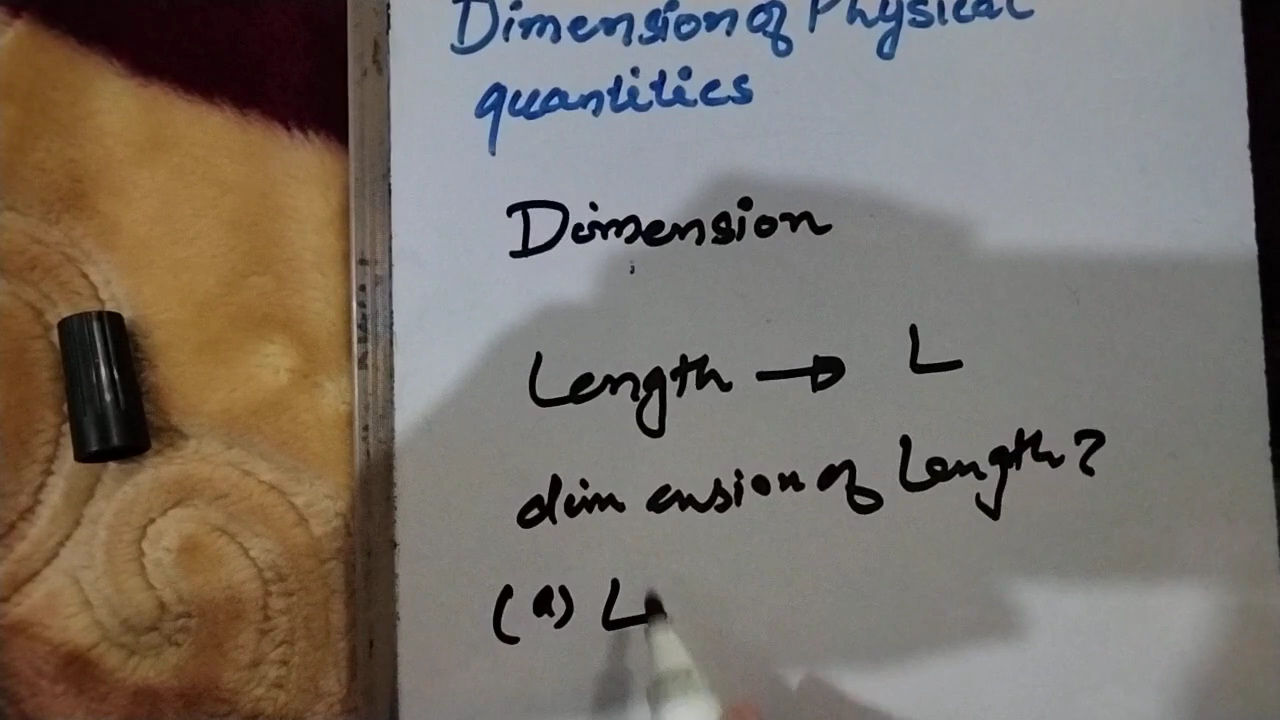 Dimension of Physical
quantities
Dimension
Length → L
dimension of Length?
(a) L